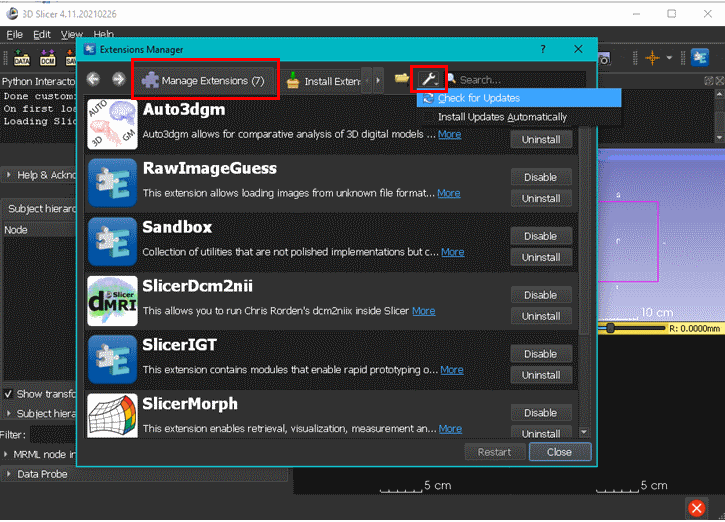 3D Slicer 4.11.20210226
File Edit View Help
DATA DCM
Extensions Manager
Manage Extensions (7)
Install Exten
Search...
Check for Updates
Install Updates Automatically
Python Interacto
Done custom
On first lo
Loading Slic
Help & Ackno
Subject hierar
Node
Show transfo
Subject hiera
Filter:
MRML node in
Data Probe
Auto3dgm
Auto3dgm allows for comparative analysis of 3D digital models ... More
Uninstall
RawImageGuess
This extension allows loading images from unknown file format... More
Disable
Uninstall
Sandbox
Collection of utilities that are not polished implementations but c... More
Disable
Uninstall
SlicerDcm2nii
This allows you to run Chris Rorden's dcm2niix inside Slicer More
Disable
Uninstall
SlicerIGT
This extension contains modules that enable rapid prototyping o... More
Disable
Uninstall
SlicerMorph
This extension enables retrieval, visualization, measurement an... More
Disable
Uninstall
Restart
Close
AUTO
3D
GM
Slicer
dMRI
10 cm
R: 0.0000mm
5 cm
5 cm